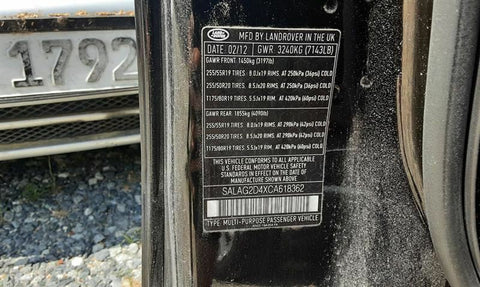 1792
LAND ROVER
MFD BY LANDROVER IN THE UK
DATE: 02/12 GWR. 3240KG (7143LB)
GAWR FRONT. 1450kg (3197lb)
255/55R19 TIRES. 8.0Jx19 RIMS. AT 250kPa (36psi) COLD
255/50R20 TIRES. 8.5Jx20 RIMS. AT 250kPa (36psi) COLD
T175/80R19 TIRES. 5.5Jx19 RIM. AT 420kPa (60psi) COLD
GAWR REAR. 1855kg (4090lb)
255/55R19 TIRES. 8.0Jx19 RIMS. AT 290kPa (42psi) COLD
255/50R20 TIRES. 8.5Jx20 RIMS. AT 290kPa (42psi) COLD
T175/80R19 TIRES. 5.5Jx19 RIM. AT 420kPa (60psi) COLD
THIS VEHICLE CONFORMS TO ALL APPLICABLE
U.S. FEDERAL MOTOR VEHICLE SAFETY
STANDARDS IN EFFECT ON THE DATE OF
MANUFACTURE SHOWN ABOVE
SALAG2D4XCA618362
TYPE: MULTI-PURPOSE PASSENGER VEHICLE